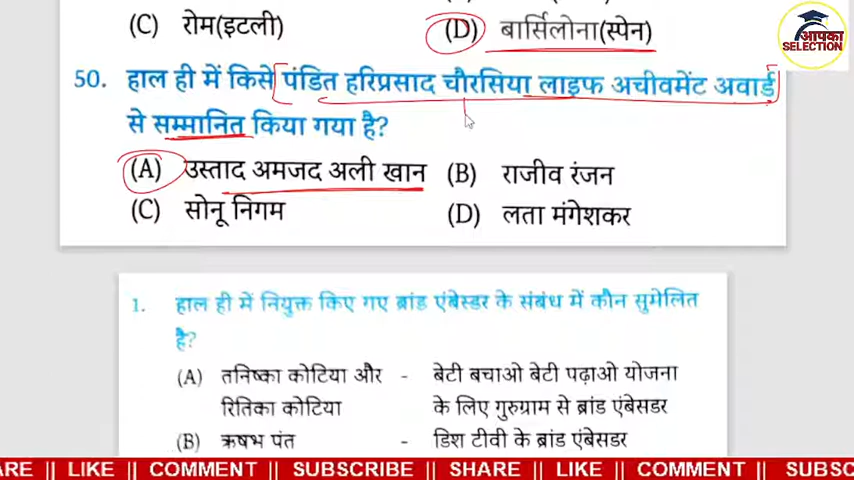 (C) रोम(इटली) (D) बार्सिलोना(स्पेन)
आपका
SELECTION
50. हाल ही में किसे पंडित हरिप्रसाद चौरसिया लाइफ अचीवमेंट अवार्ड
से सम्मानित किया गया है?
(A) उस्ताद अमजद अली खान (B) राजीव रंजन
(C) सोनू निगम (D) लता मंगेशकर
1. हाल ही में नियुक्त किए गए ब्रांड एंबेस्डर के संबंध में कौन सुमेलित
है?
(A) तनिष्का कोटिया और - बेटी बचाओ बेटी पढ़ाओ योजना
रितिका कोटिया के लिए गुरुग्राम से ब्रांड एंबेसडर
(B) ऋषभ पंत - डिश टीवी के ब्रांड एंबेसडर
ARE || LIKE || COMMENT || SUBSCRIBE || SHARE || LIKE || COMMENT || SUBSC